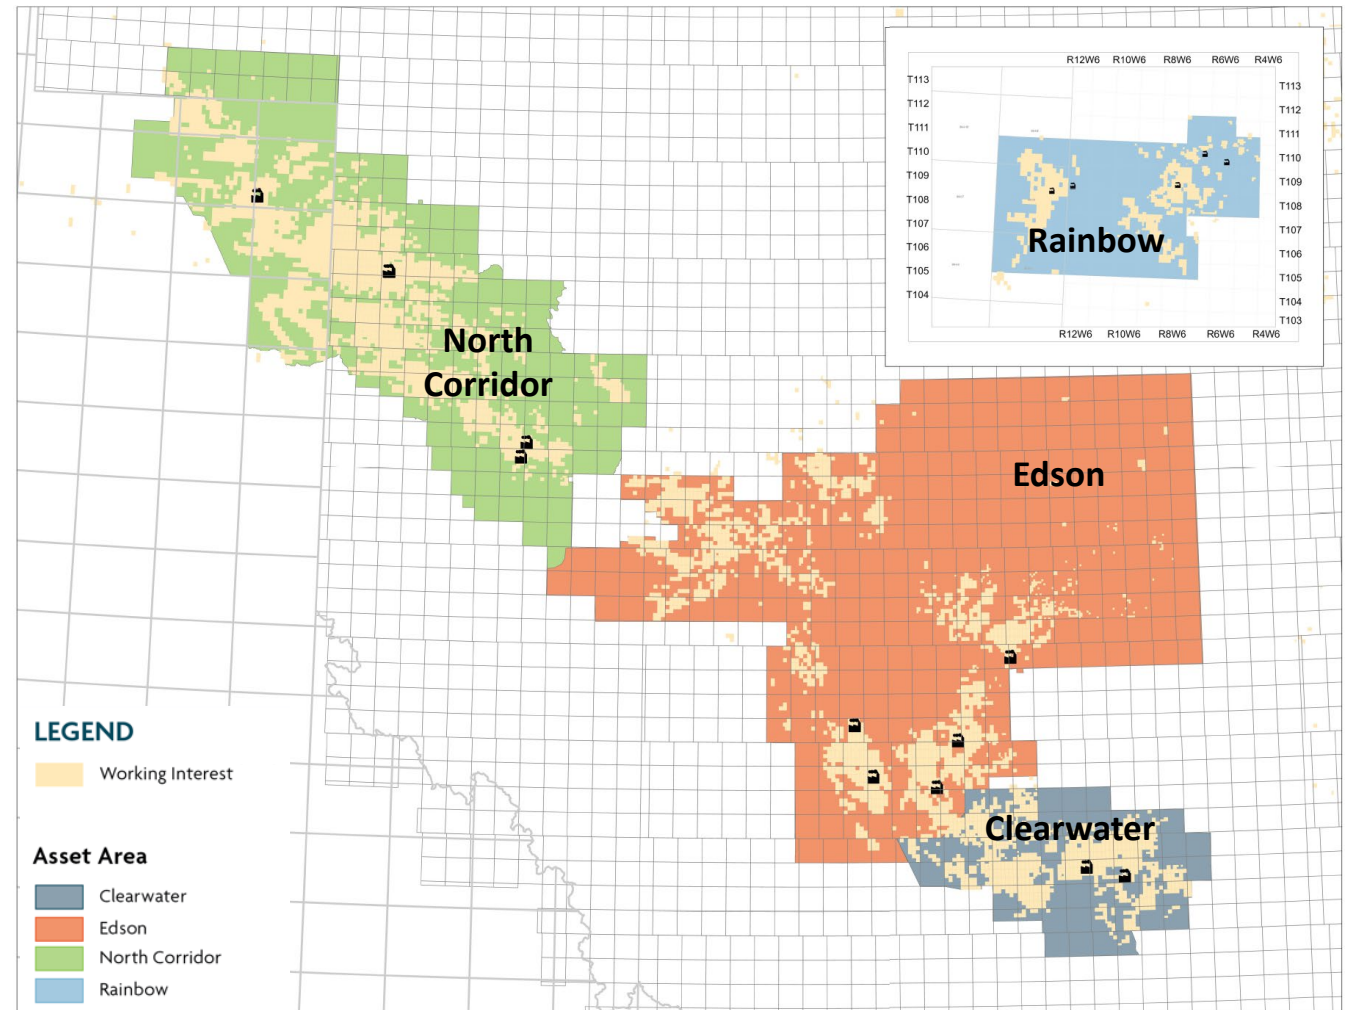 R12W6 R10W6 R8W6 R6W6 R4W6
T113 T113
T112 T112
T111 T111
T110 T110
T109 T109
T108 T108
T107 T107
T106 T106
T105 T105
T104 T104
T103
R12W6 R10W6 R8W6 R6W6 R4W6
Rainbow
North
Corridor
Edson
Clearwater
LEGEND
Working Interest
Asset Area
Clearwater
Edson
North Corridor
Rainbow